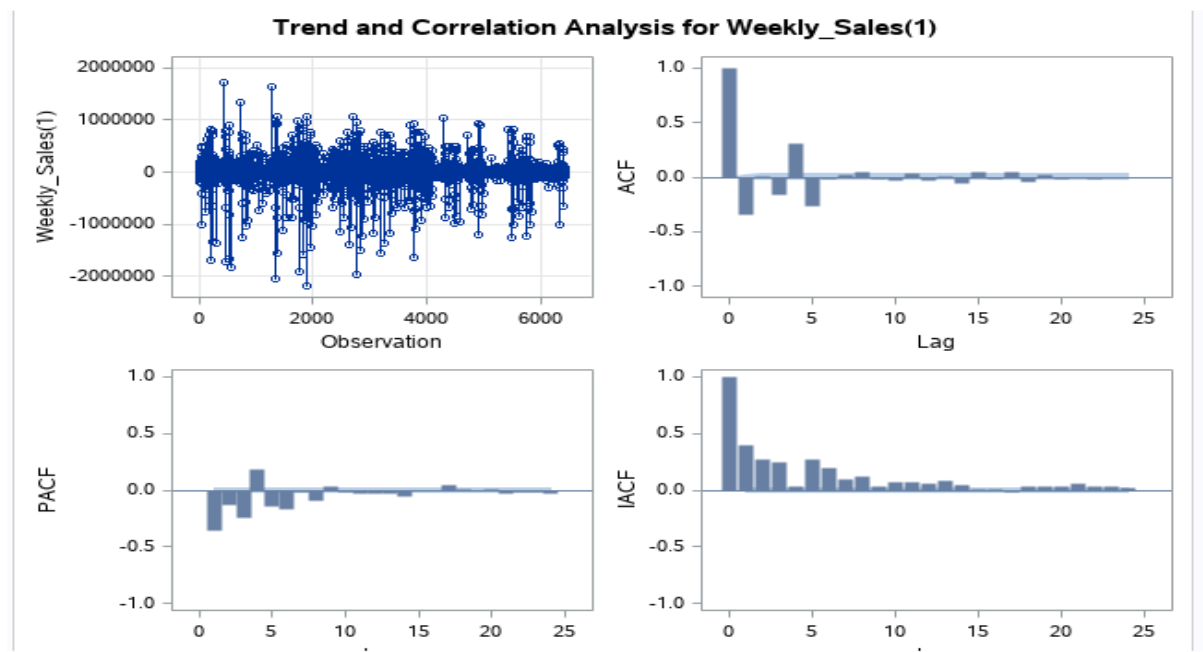 Trend and Correlation Analysis for Weekly_Sales(1)
Weekly_Sales(1)
2000000
1000000
0
-1000000
-2000000
0 2000 4000 6000
Observation
ACF
1.0
0.5
0.0
-0.5
-1.0
0 5 10 15 20 25
Lag
PACF
1.0
0.5
0.0
-0.5
-1.0
0 5 10 15 20 25
IACF
1.0
0.5
0.0
-0.5
-1.0
0 5 10 15 20 25